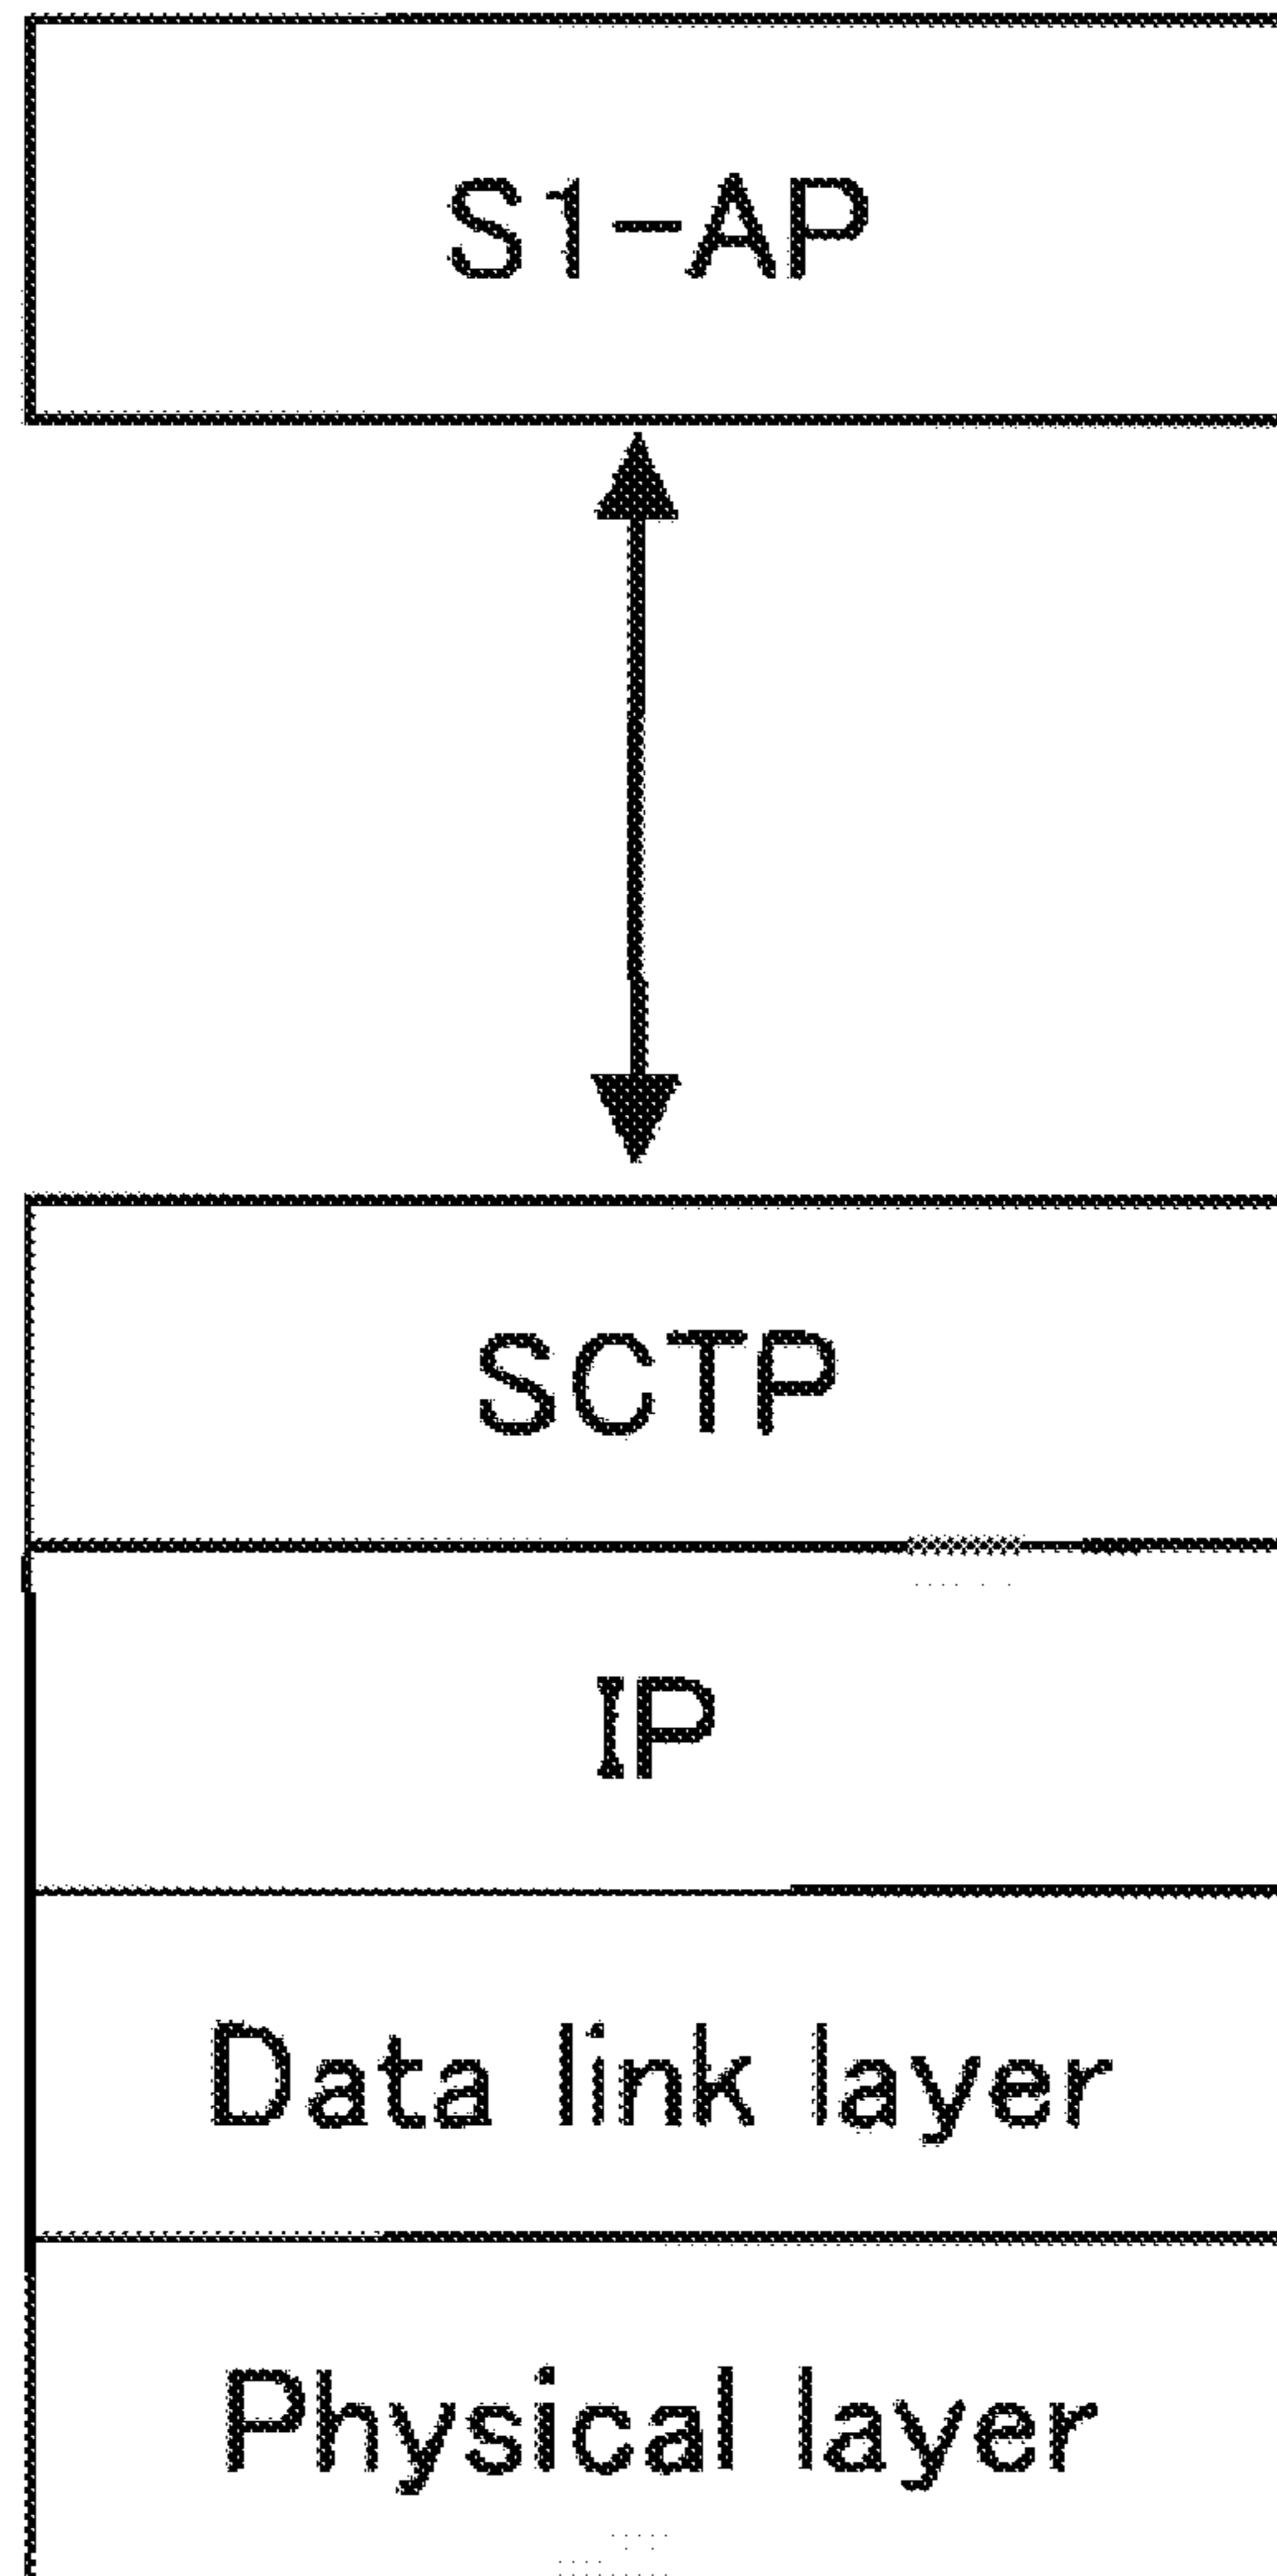 S1-AP
SCTP
IP
Data link layer
Physical layer